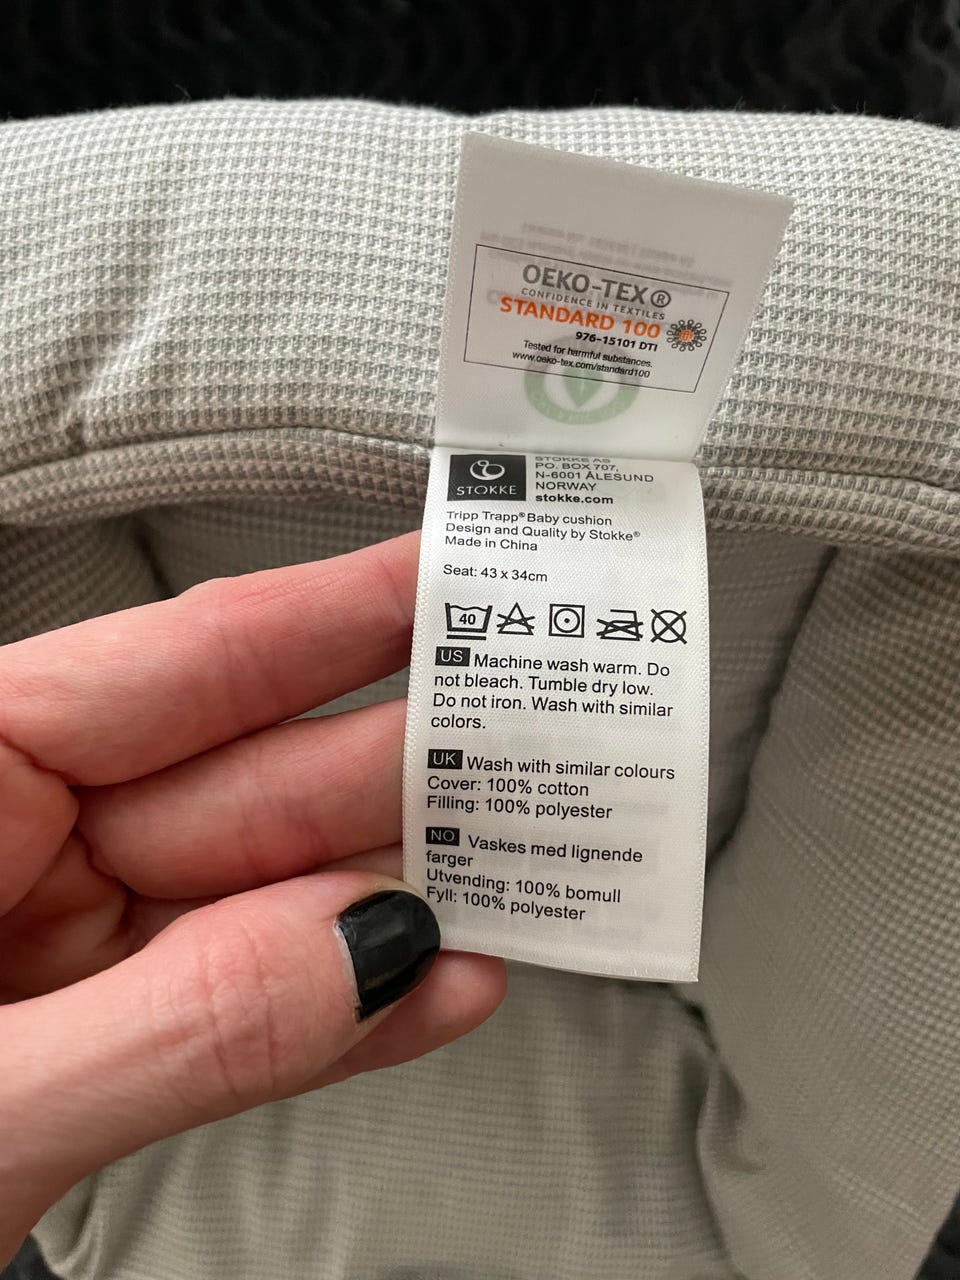 OEKO-TEX®
CONFIDENCE IN TEXTILES
STANDARD 100
976-15101 DTI
Tested for harmful substances.
www.oeko-tex.com/standard100
STOKKE
STOKKE AS
PO. BOX 707,
N-6001 ÅLESUND
NORWAY
stokke.com
Tripp Trapp® Baby cushion
Design and Quality by Stokke®
Made in China
Seat: 43 x 34cm
40
US Machine wash warm. Do
not bleach. Tumble dry low.
Do not iron. Wash with similar
colors.
UK Wash with similar colours
Cover: 100% cotton
Filling: 100% polyester
NO Vaskes med lignende
farger
Utvending: 100% bomull
Fyll: 100% polyester